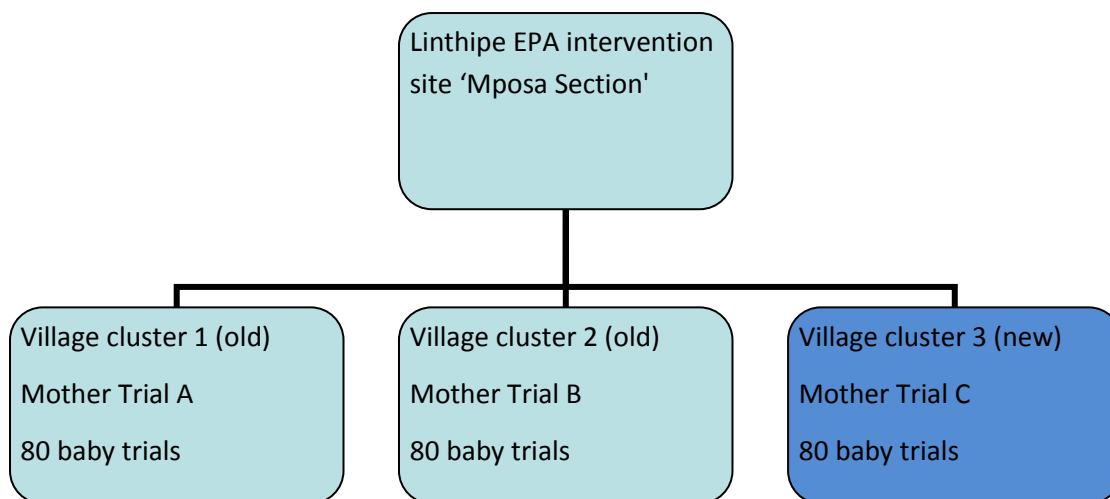 Linthipe EPA intervention
site ‘Mposa Section'
Village cluster 1 (old)
Mother Trial A
80 baby trials
Village cluster 2 (old)
Mother Trial B
80 baby trials
Village cluster 3 (new)
Mother Trial C
80 baby trials